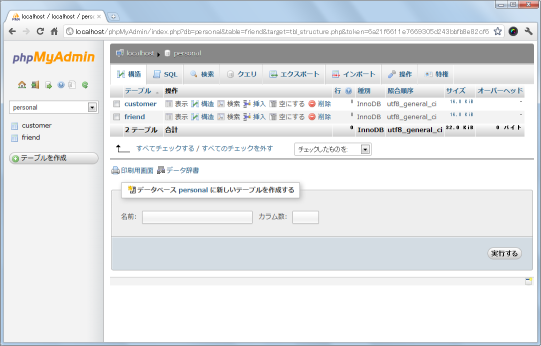 localhost / localhost / perso
localhost/phpMyAdmin/index.php?db=personal&table=friend&target=tbl_structure.php&token=
phpMyAdmin
localhost personal
構造 SQL 検索 クエリ エクスポート インポート 操作 特権
personal
customer
friend
テーブルを作成
テーブル 操作 行 種別 照合順序 サイズ オーバーヘッド
customer 表示 構造 検索 挿入 空にする 削除 0 InnoDB utf8_general_ci 16.0 KiB -
friend 表示 構造 検索 挿入 空にする 削除 0 InnoDB utf8_general_ci 16.0 KiB -
2 テーブル 合計 0 InnoDB utf8_general_ci 32.0 KiB 0 バイト
すべてチェックする / すべてのチェックを外す チェックしたものを:
印刷用画面 データ辞書
データベース personal に新しいテーブルを作成する
名前: カラム数:
実行する